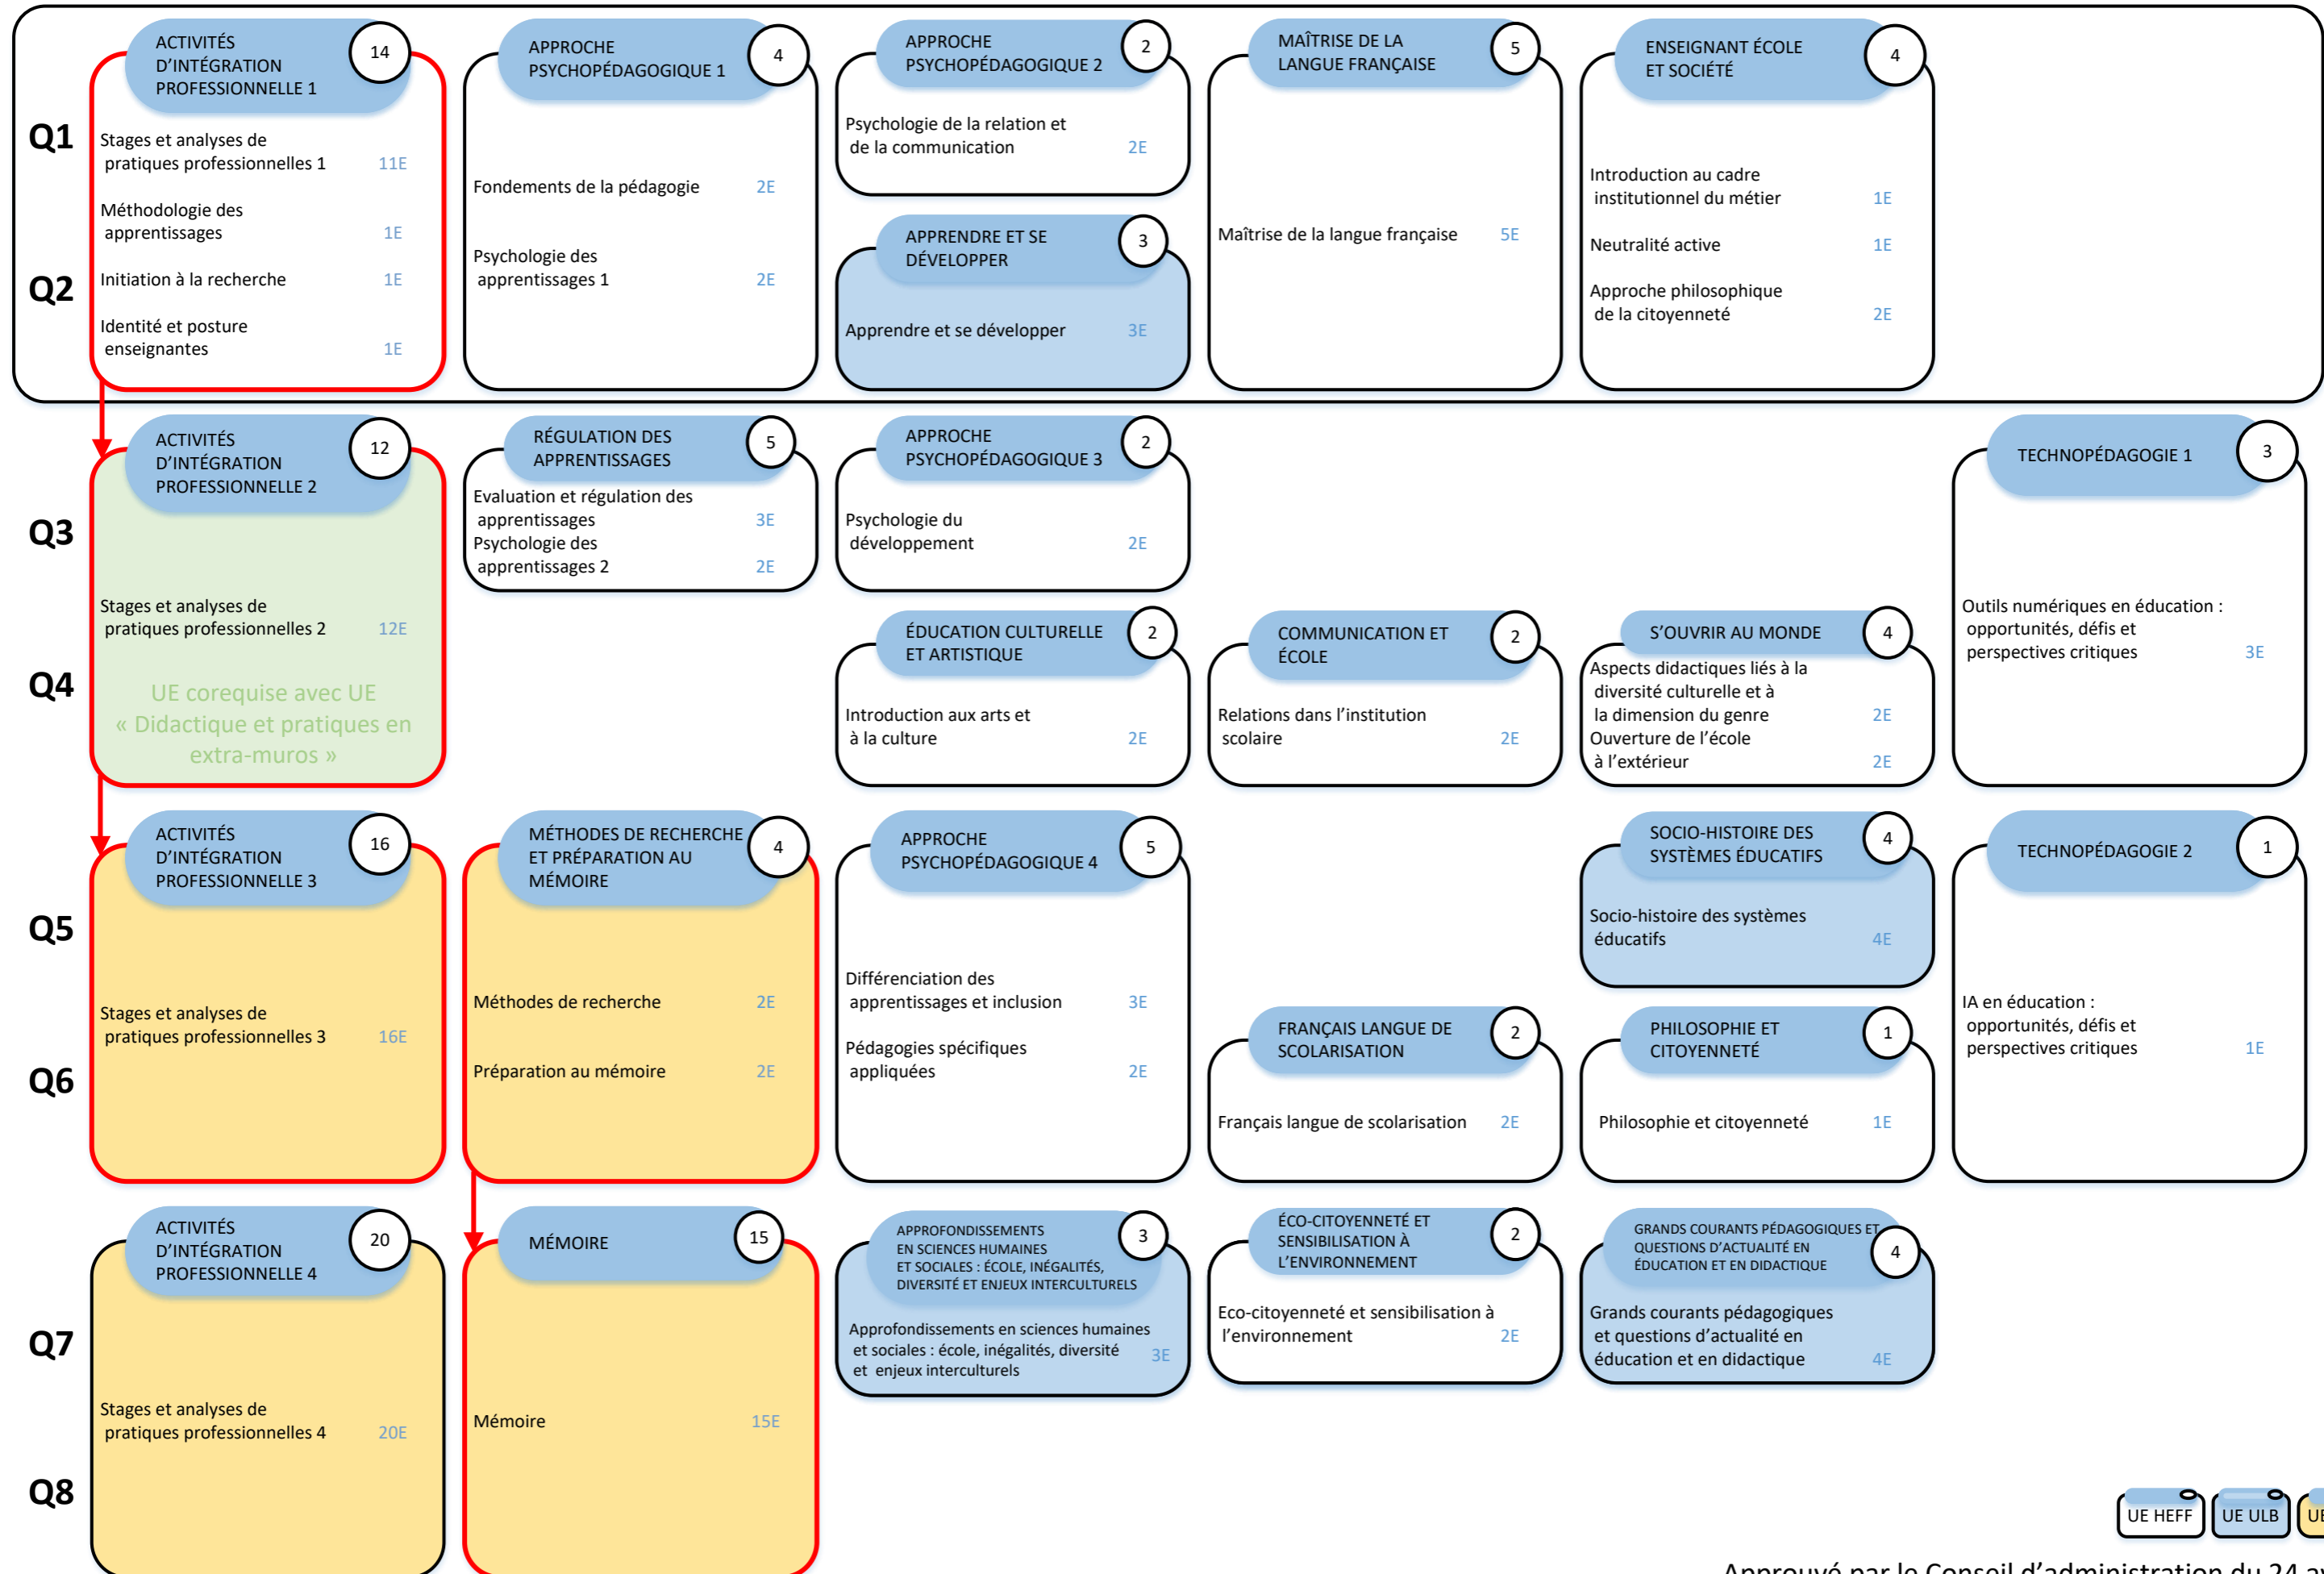 Q1
Q2
ACTIVITÉS
D'INTÉGRATION
PROFESSIONNELLE 1
14
Stages et analyses de
pratiques professionnelles 1 11E
Méthodologie des
apprentissages 1E
Initiation à la recherche 1E
Identité et posture
enseignantes 1E
APPROCHE
PSYCHOPÉDAGOGIQUE 1
4
Fondements de la pédagogie 2E
Psychologie des
apprentissages 1 2E
APPROCHE
PSYCHOPÉDAGOGIQUE 2
2
Psychologie de la relation et
de la communication 2E
APPRENDRE ET SE
DÉVELOPPER
3
Apprendre et se développer 3E
MAÎTRISE DE LA
LANGUE FRANÇAISE
5
Maîtrise de la langue française 5E
ENSEIGNANT ÉCOLE
ET SOCIÉTÉ
4
Introduction au cadre
institutionnel du métier 1E
Neutralité active 1E
Approche philosophique
de la citoyenneté 2E
Q3
Q4
ACTIVITÉS
D'INTÉGRATION
PROFESSIONNELLE 2
12
Stages et analyses de
pratiques professionnelles 2 12E
UE corequise avec UE
« Didactique et pratiques en
extra-muros »
RÉGULATION DES
APPRENTISSAGES
5
Evaluation et régulation des
apprentissages 3E
Psychologie des
apprentissages 2 2E
APPROCHE
PSYCHOPÉDAGOGIQUE 3
2
Psychologie du
développement 2E
ÉDUCATION CULTURELLE
ET ARTISTIQUE
2
Introduction aux arts et
à la culture 2E
COMMUNICATION ET
ÉCOLE
2
Relations dans l'institution
scolaire 2E
S'OUVRIR AU MONDE
4
Aspects didactiques liés à la
diversité culturelle et à
la dimension du genre 2E
Ouverture de l'école
à l'extérieur 2E
TECHNOPÉDAGOGIE 1
3
Outils numériques en éducation :
opportunités, défis et
perspectives critiques 3E
Q5
Q6
ACTIVITÉS
D'INTÉGRATION
PROFESSIONNELLE 3
16
Stages et analyses de
pratiques professionnelles 3 16E
MÉTHODES DE RECHERCHE
ET PRÉPARATION AU
MÉMOIRE
4
Méthodes de recherche 2E
Préparation au mémoire 2E
APPROCHE
PSYCHOPÉDAGOGIQUE 4
5
Différenciation des
apprentissages et inclusion 3E
Pédagogies spécifiques
appliquées 2E
FRANÇAIS LANGUE DE
SCOLARISATION
2
Français langue de scolarisation 2E
SOCIO-HISTOIRE DES
SYSTÈMES ÉDUCATIFS
4
Socio-histoire des systèmes
éducatifs 4E
PHILOSOPHIE ET
CITOYENNETÉ
1
Philosophie et citoyenneté 1E
TECHNOPÉDAGOGIE 2
1
IA en éducation :
opportunités, défis et
perspectives critiques 1E
Q7
Q8
ACTIVITÉS
D'INTÉGRATION
PROFESSIONNELLE 4
20
Stages et analyses de
pratiques professionnelles 4 20E
MÉMOIRE
15
Mémoire 15E
APPROFONDISSEMENTS
EN SCIENCES HUMAINES
ET SOCIALES : ÉCOLE, INÉGALITÉS,
DIVERSITÉ ET ENJEUX INTERCULTURELS
3
Approfondissements en sciences humaines
et sociales : école, inégalités, diversité 3E
et enjeux interculturels
ÉCO-CITOYENNETÉ ET
SENSIBILISATION À
L'ENVIRONNEMENT
2
Eco-citoyenneté et sensibilisation à
l'environnement 2E
GRANDS COURANTS PÉDAGOGIQUES ET
QUESTIONS D'ACTUALITÉ EN
ÉDUCATION ET EN DIDACTIQUE
4
Grands courants pédagogiques
et questions d'actualité en
éducation et en didactique 4E
UE HEFF
UE ULB
Approuvé par le Conseil d'administration du 24